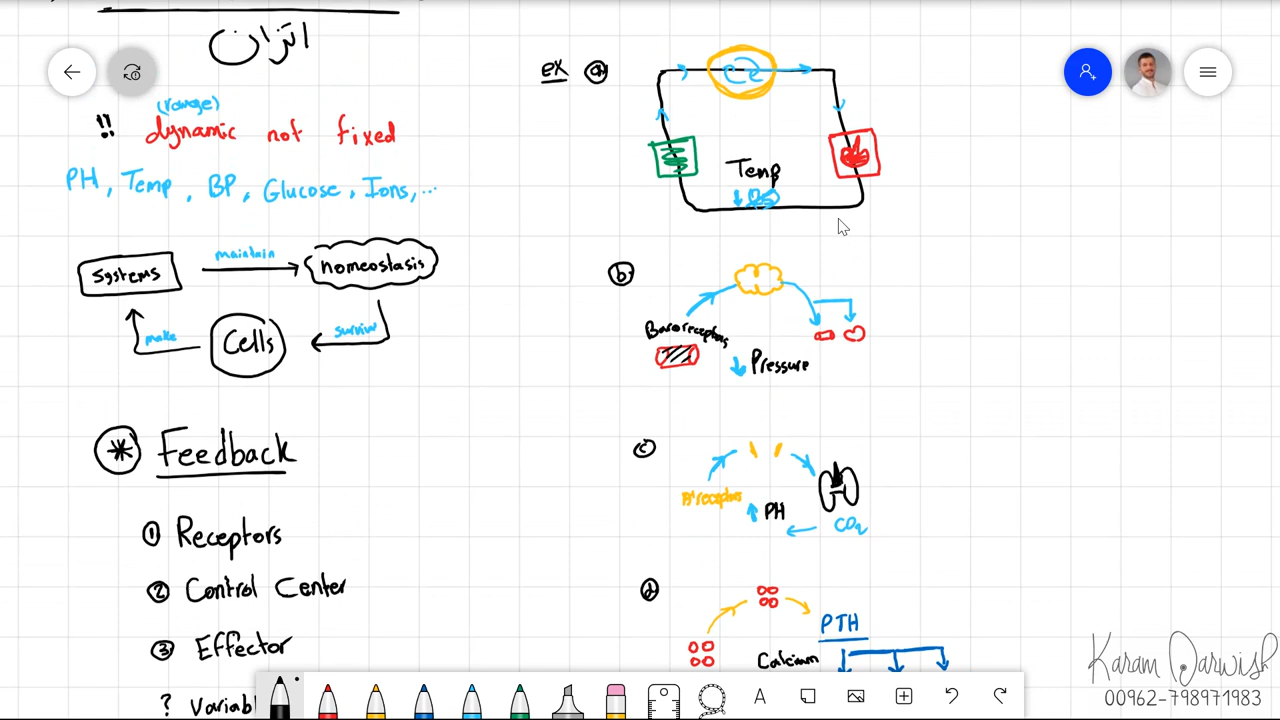 اتزان
(range)
!! dynamic not fixed
PH, Temp, BP, Glucose, Ions,...
Systems
maintain
homeostasis
survive
Cells
make
* Feedback
① Receptors
② Control Center
③ Effector
? Variabl
ex ⓐ
Temp
↓
ⓑ
Baroreceptors
↓ Pressure
ⓒ
↑ PH
CO₂
ⓓ
PTH
Calcium
A
Karam Darwish
00962-798971983